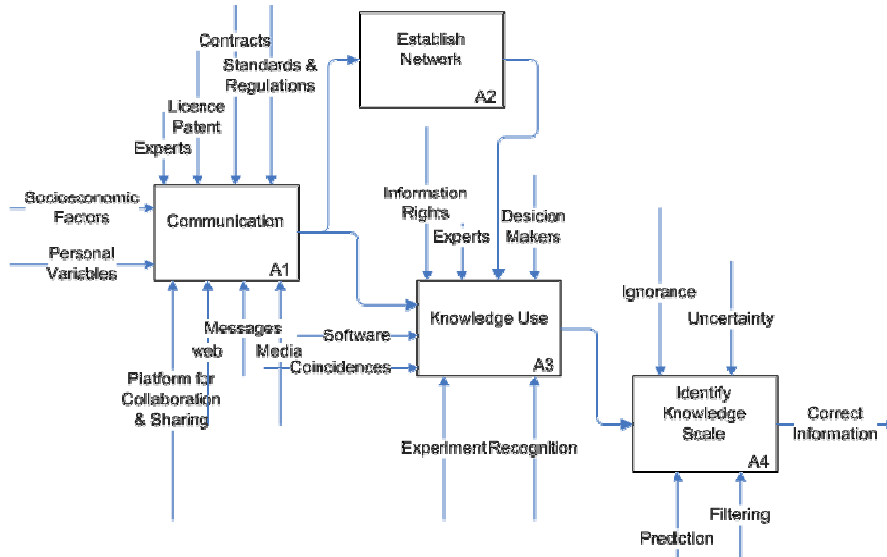 Contracts
Standards &
Regulations
Licence
Patent
Experts
Establish
Network
A2
Socioeconomic
Factors
Communication
Personal
Variables
A1
Information
Rights
Experts
Desicion
Makers
Messages
web
Media
Platform for
Collaboration
& Sharing
Software
Coincidences
Knowledge Use
A3
Ignorance
Uncertainty
Experiment
Recognition
Identify
Knowledge
Scale
A4
Correct
Information
Prediction
Filtering